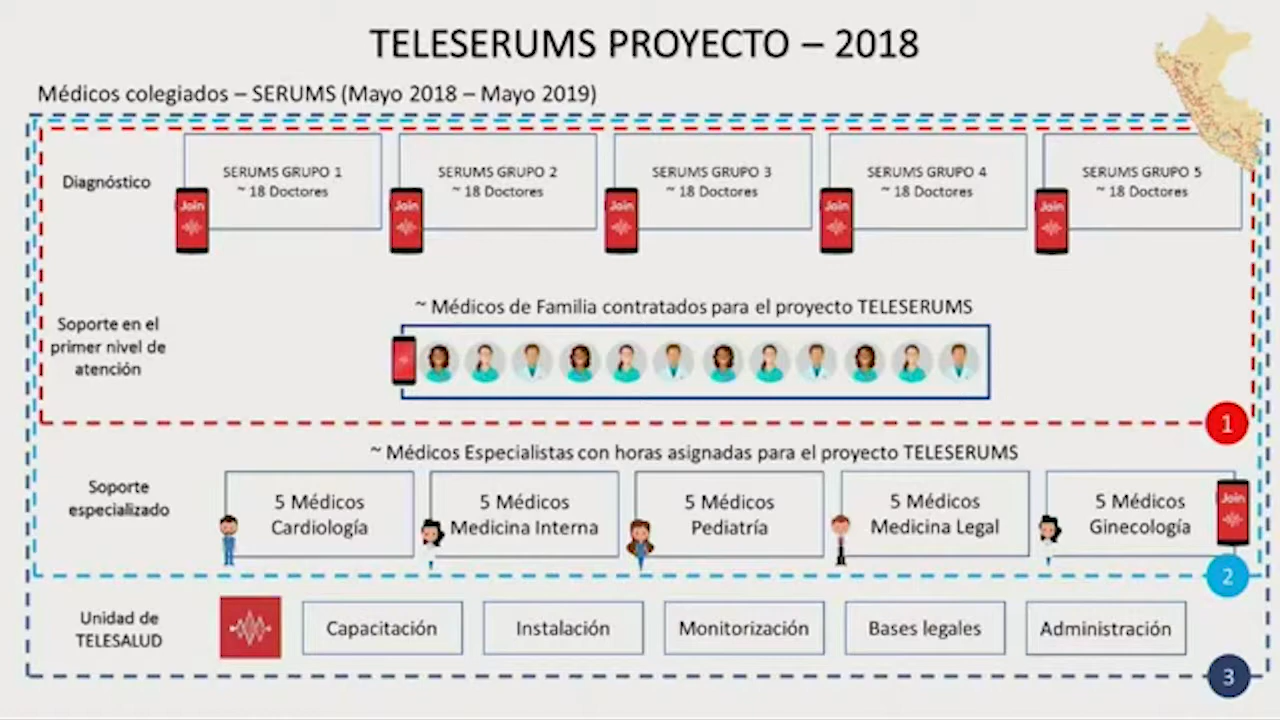 TELESERUMS PROYECTO – 2018
Médicos colegiados – SERUMS (Mayo 2018 – Mayo 2019)
Diagnóstico
SERUMS GRUPO 1
~ 18 Doctores
Join
SERUMS GRUPO 2
~ 18 Doctores
Join
SERUMS GRUPO 3
~ 18 Doctores
Join
SERUMS GRUPO 4
~ 18 Doctores
Join
SERUMS GRUPO 5
~ 18 Doctores
Join
~ Médicos de Familia contratados para el proyecto TELESERUMS
Soporte en el
primer nivel de
atención
1
~ Médicos Especialistas con horas asignadas para el proyecto TELESERUMS
Soporte
especializado
5 Médicos
Cardiología
5 Médicos
Medicina Interna
5 Médicos
Pediatría
5 Médicos
Medicina Legal
5 Médicos
Ginecología
Join
2
Unidad de
TELESALUD
Capacitación
Instalación
Monitorización
Bases legales
Administración
3